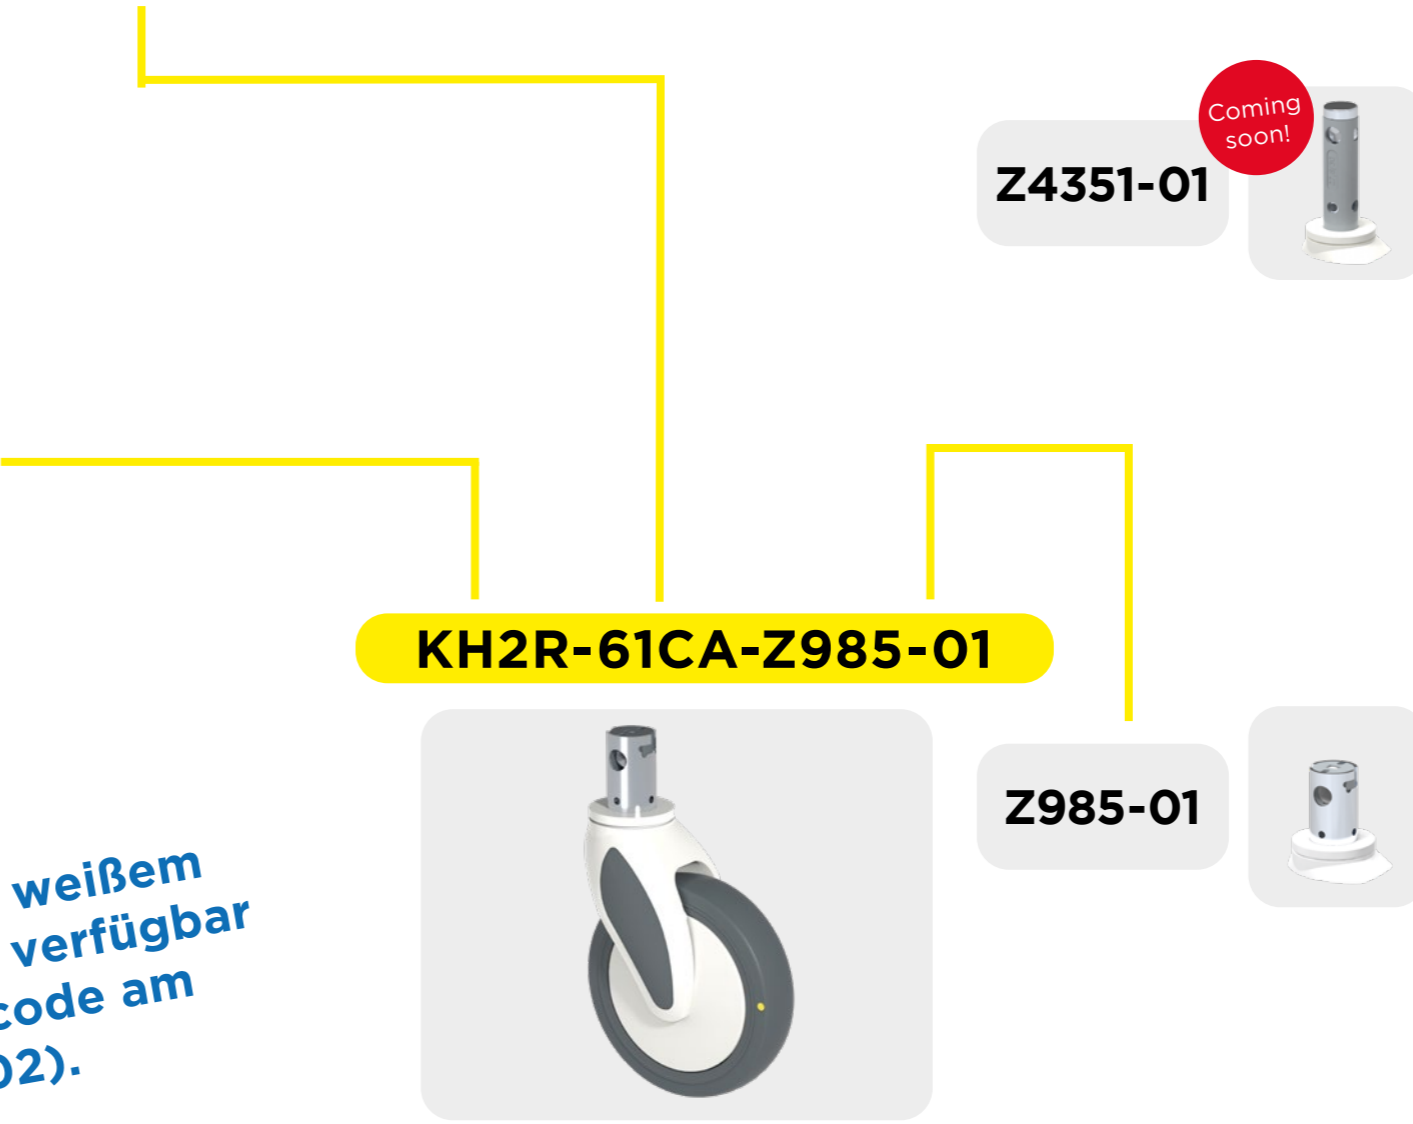 Coming
soon!
Z4351-01
KH2R-61CA-Z985-01
Z985-01
weißem
verfügbar
code am
02).